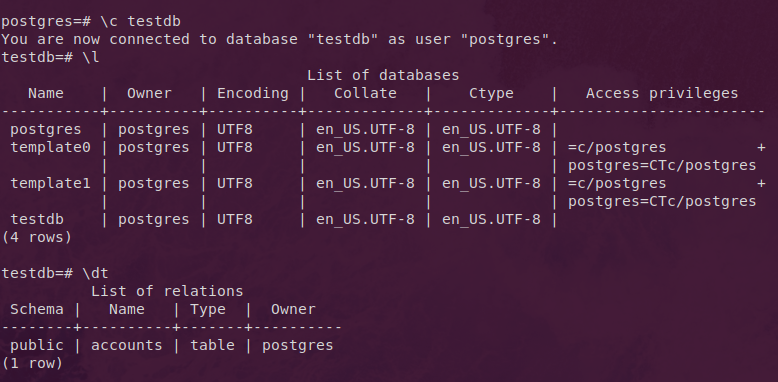 postgres=# \c testdb
You are now connected to database "testdb" as user "postgres".
testdb=# \l
                                  List of databases
   Name    |  Owner   | Encoding |   Collate   |    Ctype    |   Access privileges
-----------+----------+----------+-------------+-------------+-----------------------
 postgres  | postgres | UTF8     | en_US.UTF-8 | en_US.UTF-8 |
 template0 | postgres | UTF8     | en_US.UTF-8 | en_US.UTF-8 | =c/postgres          +
           |          |          |             |             | postgres=CTc/postgres
 template1 | postgres | UTF8     | en_US.UTF-8 | en_US.UTF-8 | =c/postgres          +
           |          |          |             |             | postgres=CTc/postgres
 testdb    | postgres | UTF8     | en_US.UTF-8 | en_US.UTF-8 |
(4 rows)

testdb=# \dt
          List of relations
 Schema |   Name   | Type  |  Owner
--------+----------+-------+----------
 public | accounts | table | postgres
(1 row)